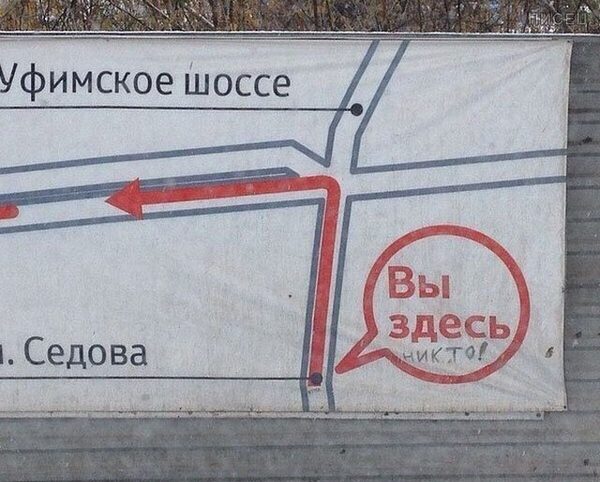 Уфимское шоссе
Вы
здесь
никто!
. Седова